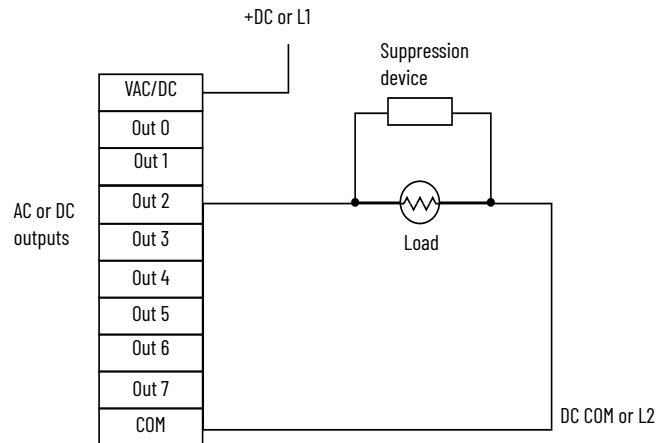 +DC or L1
Suppression
device
VAC/DC
Out 0
Out 1
Out 2
Out 3
Out 4
Out 5
Out 6
Out 7
COM
AC or DC
outputs
Load
DC COM or L2